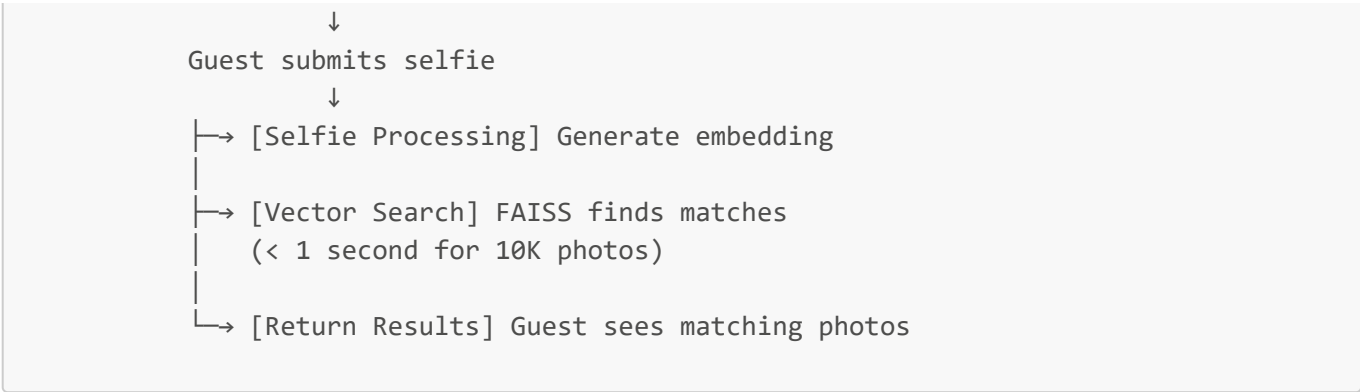 ↓
Guest submits selfie
↓
├─→ [Selfie Processing] Generate embedding
│
├─→ [Vector Search] FAISS finds matches
│   (< 1 second for 10K photos)
│
└─→ [Return Results] Guest sees matching photos